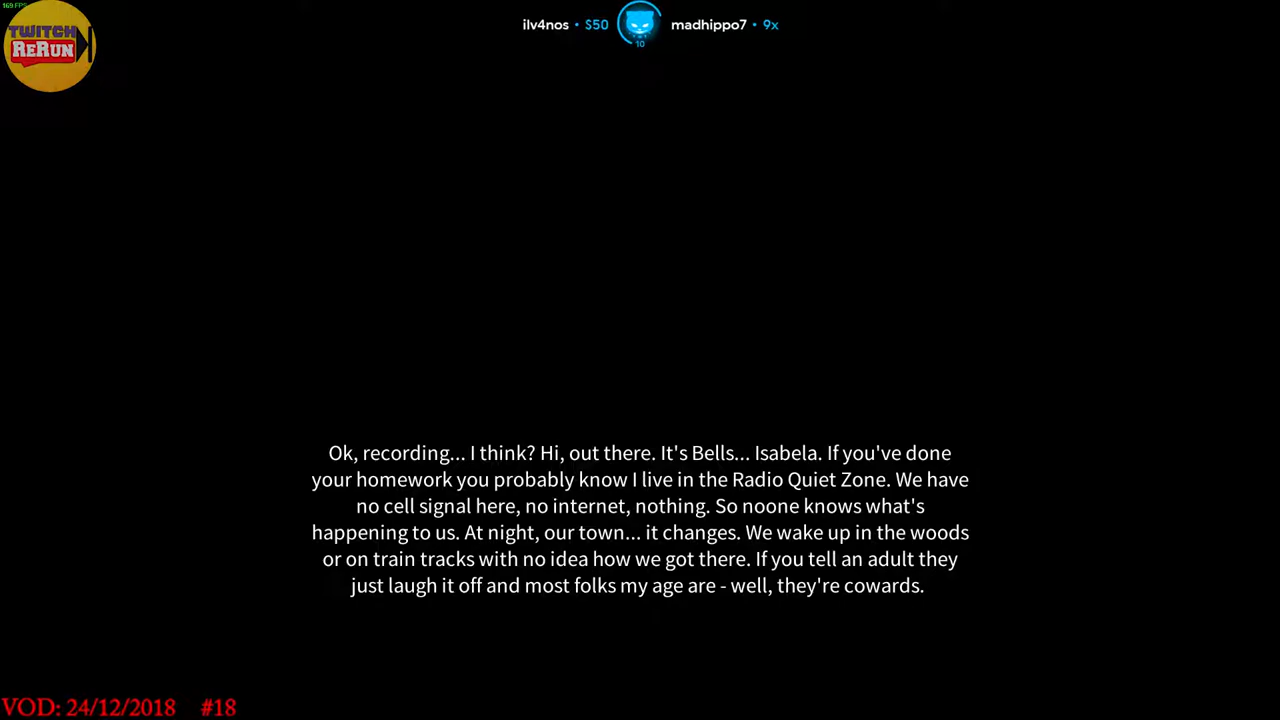 169 FPS
TWITCH
ReRUN
ilv4nos • S50
10
madhippo7 • 9x
Ok, recording... I think? Hi, out there. It's Bells... Isabela. If you've done
your homework you probably know I live in the Radio Quiet Zone. We have
no cell signal here, no internet, nothing. So noone knows what's
happening to us. At night, our town... it changes. We wake up in the woods
or on train tracks with no idea how we got there. If you tell an adult they
just laugh it off and most folks my age are - well, they're cowards.
VOD: 24/12/2018 #18